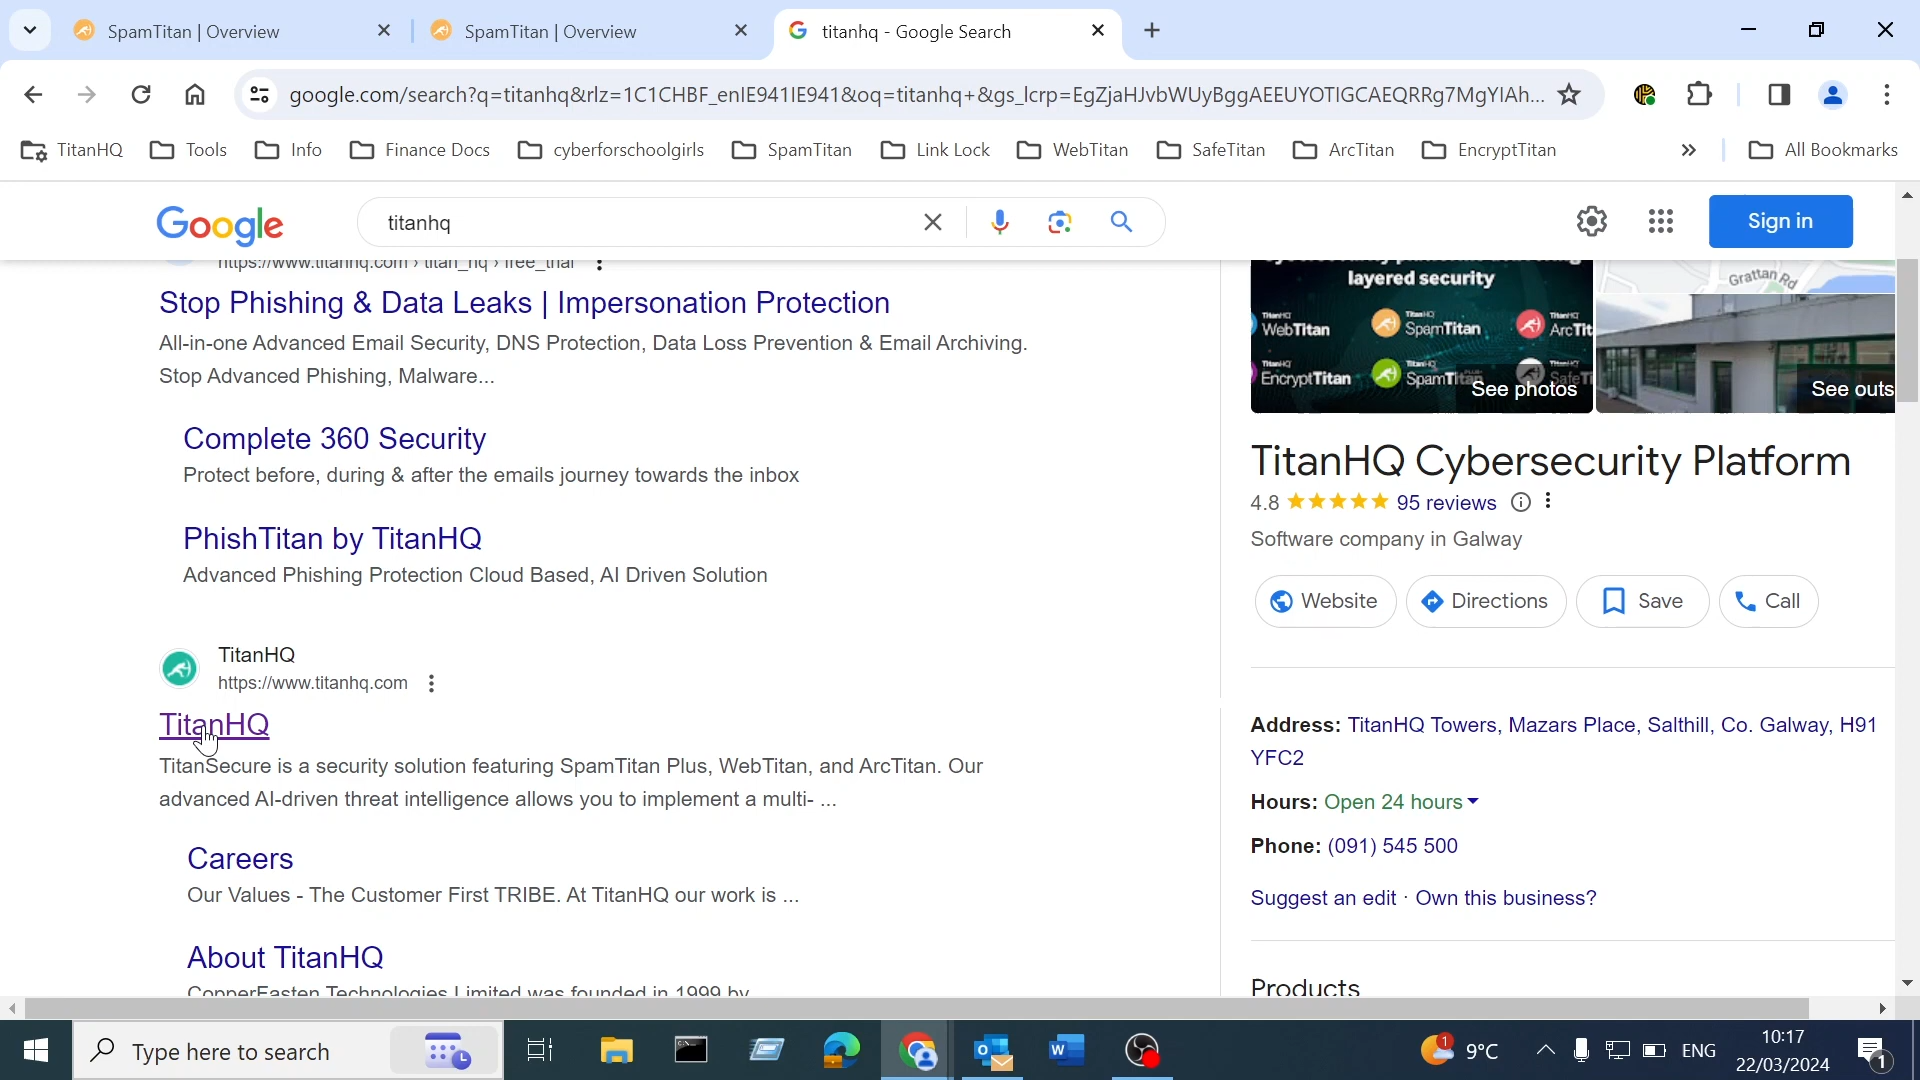 SpamTitan | Overview
SpamTitan | Overview
titanhq - Google Search
google.com/search?q=titanhq&rlz=1C1CHBF_enIE941IE941&oq=titanhq+&gs_lcrp=EgZjaHJvbWUyBggAEEUYOTIGCAEQRRg7MgYIAh...
TitanHQ
Tools
Info
Finance Docs
cyberforschoolgirls
SpamTitan
Link Lock
WebTitan
SafeTitan
ArcTitan
EncryptTitan
»
All Bookmarks
Google
titanhq
Sign in
https://www.titanhq.com › titan_hq › free_trial
Stop Phishing & Data Leaks | Impersonation Protection
All-in-one Advanced Email Security, DNS Protection, Data Loss Prevention & Email Archiving.
Stop Advanced Phishing, Malware...
Complete 360 Security
Protect before, during & after the emails journey towards the inbox
PhishTitan by TitanHQ
Advanced Phishing Protection Cloud Based, AI Driven Solution
TitanHQ
https://www.titanhq.com
TitanHQ
TitanSecure is a security solution featuring SpamTitan Plus, WebTitan, and ArcTitan. Our
advanced AI-driven threat intelligence allows you to implement a multi- ...
Careers
Our Values - The Customer First TRIBE. At TitanHQ our work is ...
About TitanHQ
CopperFasten Technologies Limited was founded in 1999 by
layered security
WebTitan
SpamTitan
ArcTit
EncryptTitan
SpamTitan
SafeTi
See photos
Grattan Rd
See outs
TitanHQ Cybersecurity Platform
4.8
95 reviews
Software company in Galway
Website
Directions
Save
Call
Address: TitanHQ Towers, Mazars Place, Salthill, Co. Galway, H91
YFC2
Hours: Open 24 hours
Phone: (091) 545 500
Suggest an edit · Own this business?
Products
Type here to search
1
9°C
ENG
10:17
22/03/2024
1